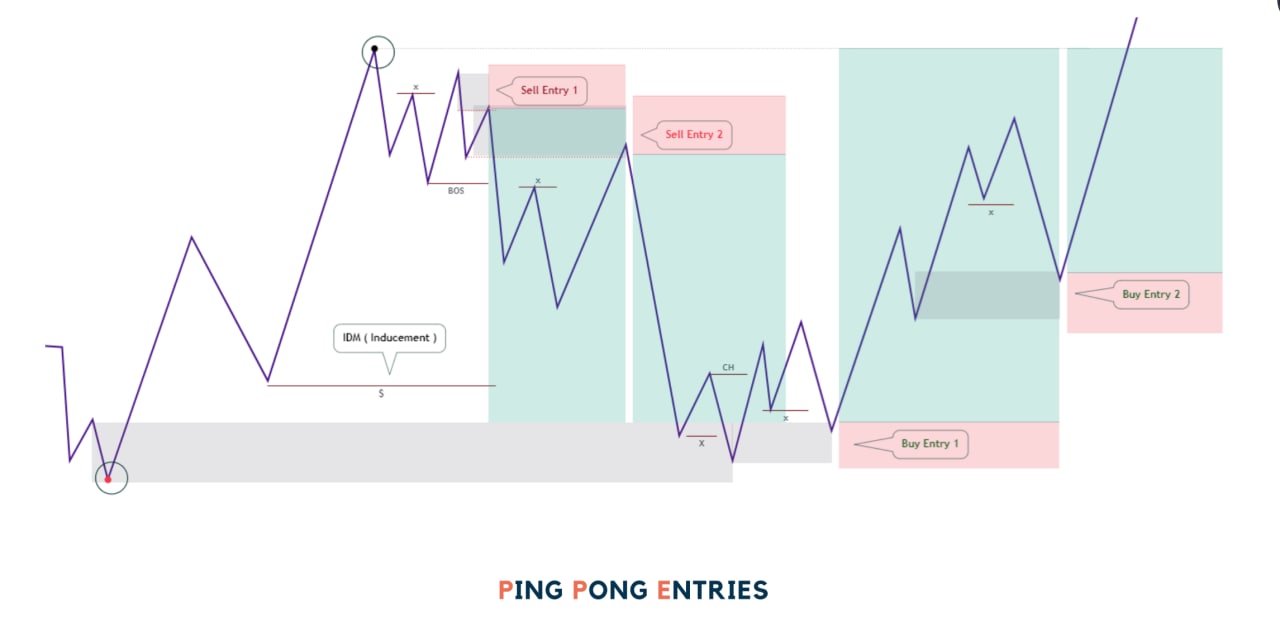 x
Sell Entry 1
Sell Entry 2
x
BOS
x
Buy Entry 2
IDM ( Inducement )
CH
$
x
x
Buy Entry 1
PING PONG ENTRIES